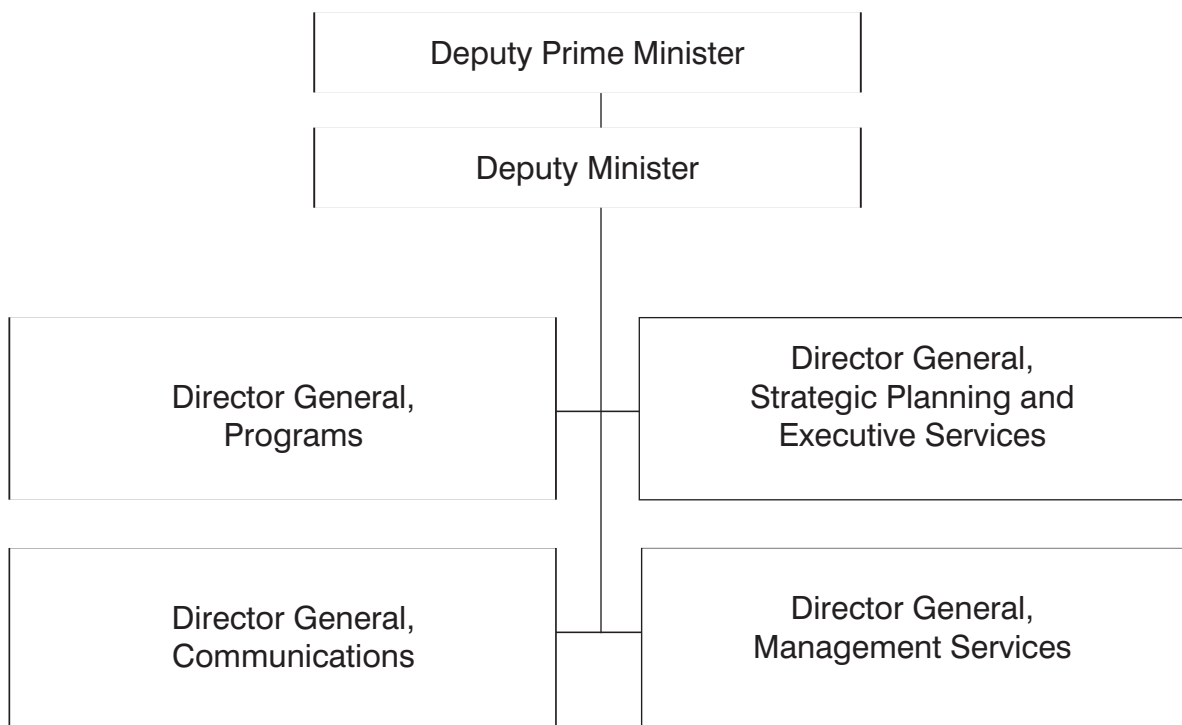 Deputy Prime Minister
Deputy Minister
Director General,
Programs
Director General,
Strategic Planning and
Executive Services
Director General,
Communications
Director General,
Management Services